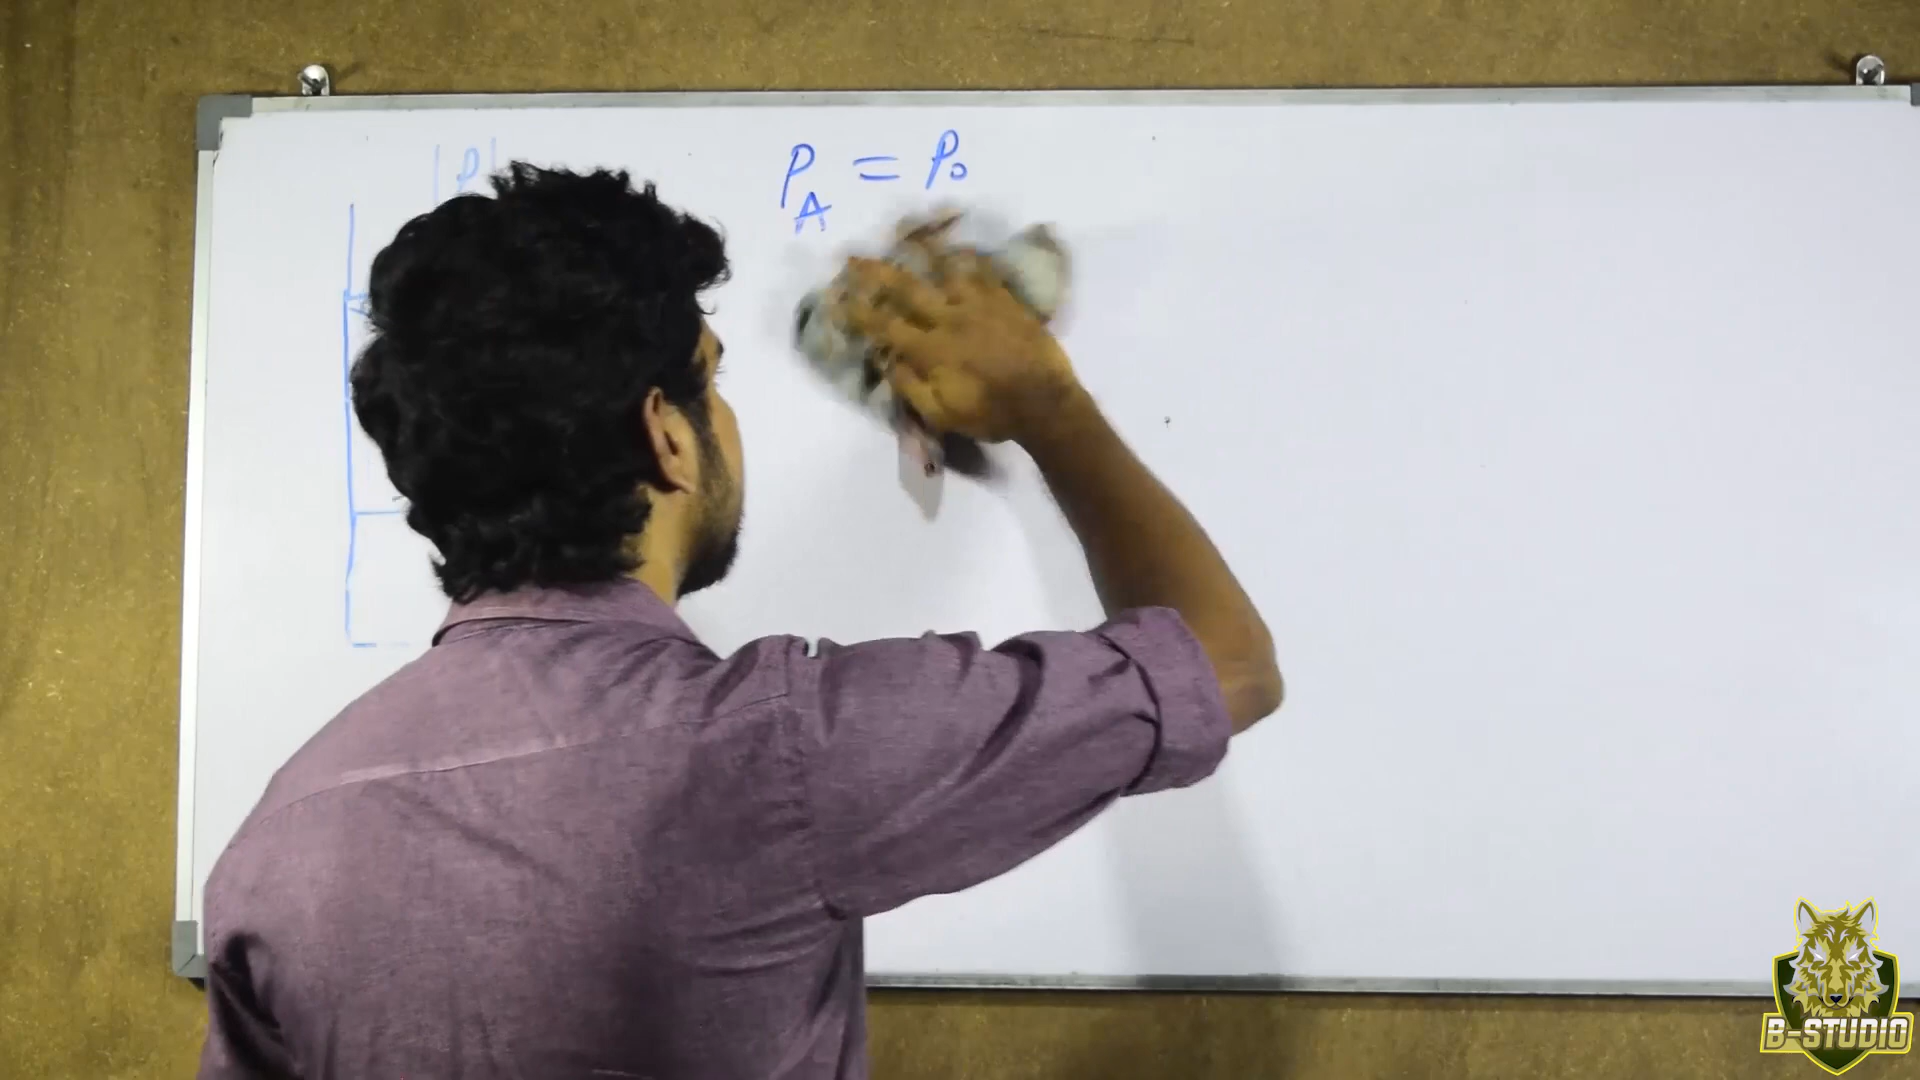 |P|
P_A = P_0
B-STUDIO